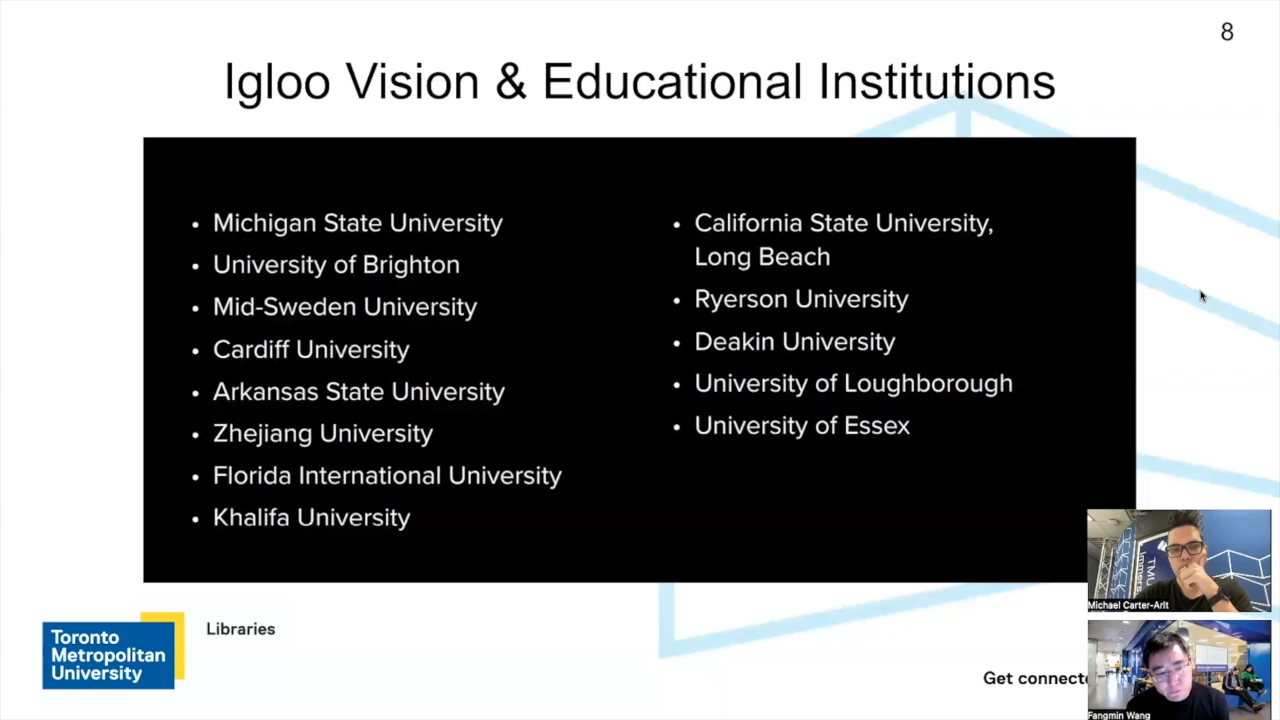 8
Igloo Vision & Educational Institutions
• Michigan State University
• University of Brighton
• Mid-Sweden University
• Cardiff University
• Arkansas State University
• Zhejiang University
• Florida International University
• Khalifa University
• California State University,
Long Beach
• Ryerson University
• Deakin University
• University of Loughborough
• University of Essex
Toronto
Metropolitan
University
Libraries
Get connecte
TMU
Immers
Michael Carter-Arlt
Fangmin Wang